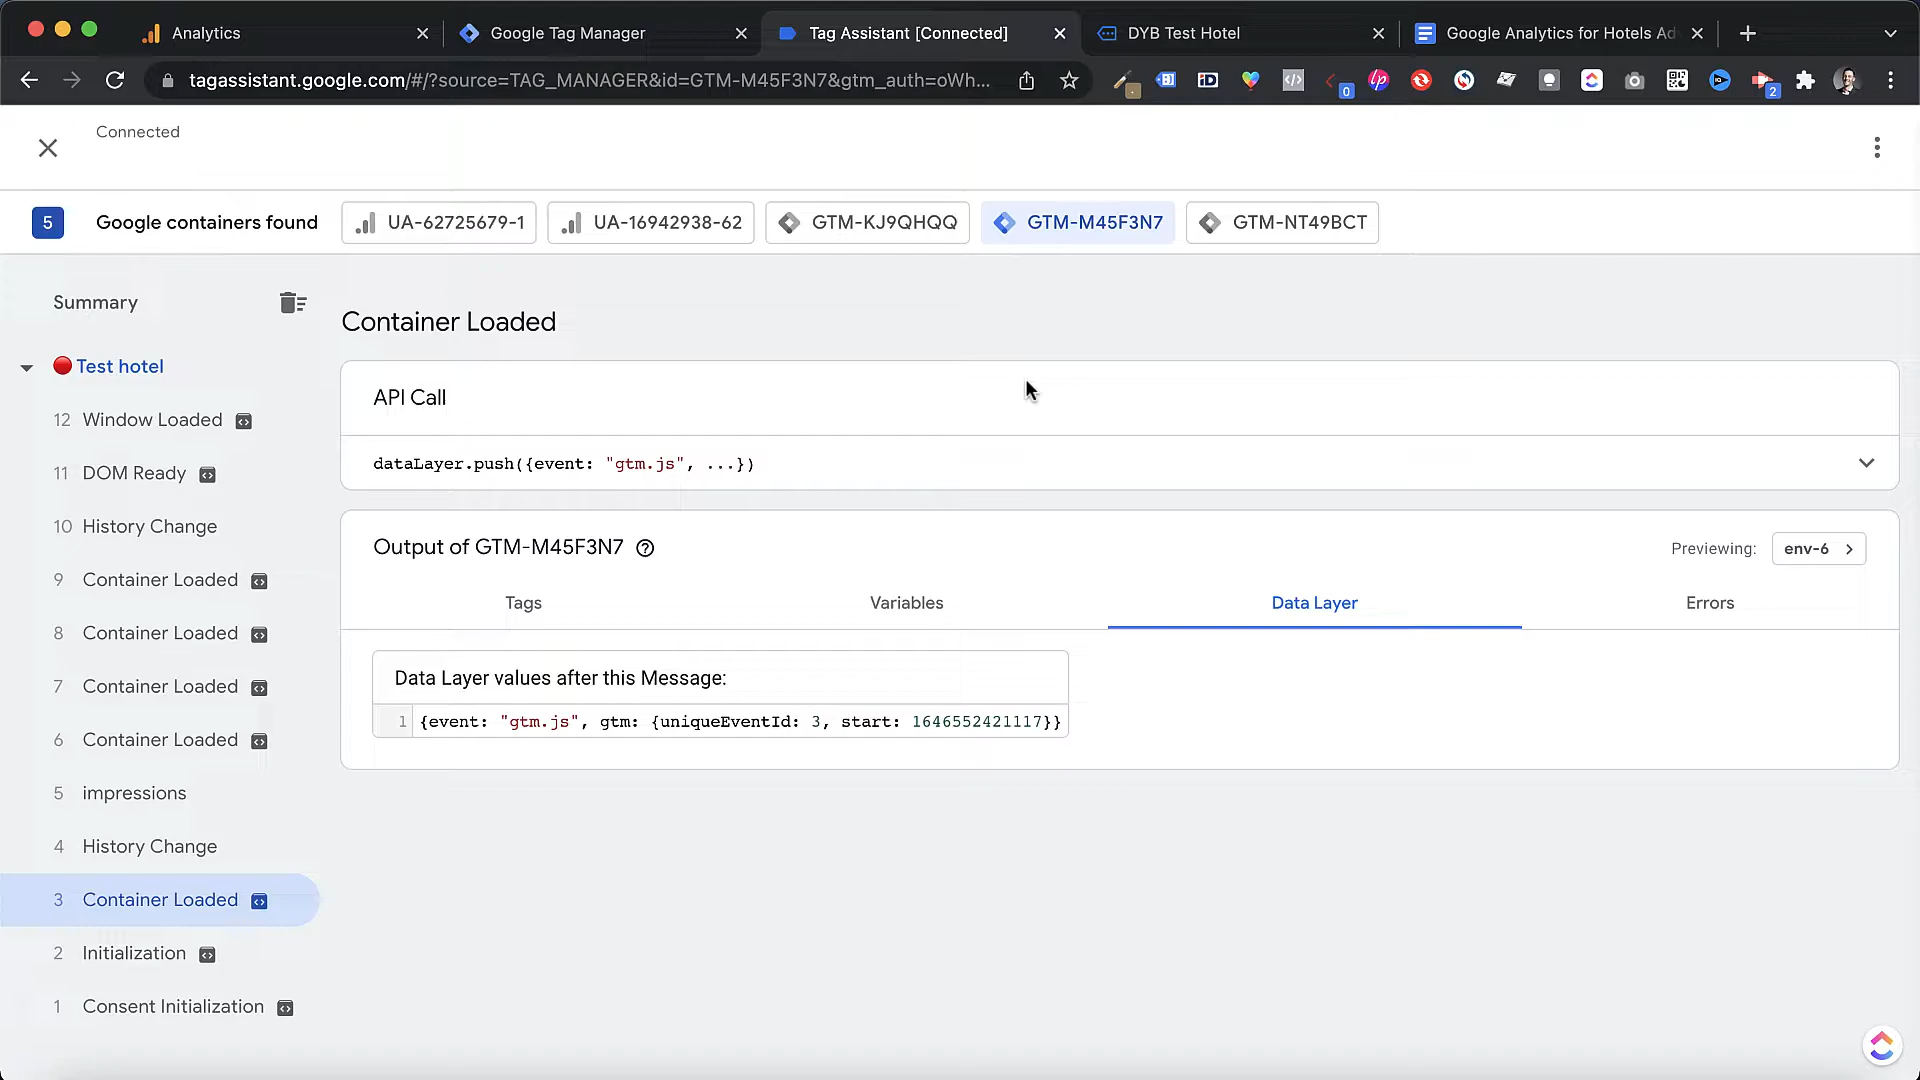 Analytics
Google Tag Manager
Tag Assistant [Connected]
DYB Test Hotel
Google Analytics for Hotels Ad
tagassistant.google.com/#/?source=TAG_MANAGER&id=GTM-M45F3N7&gtm_auth=oWh...
0
2
Connected
5 Google containers found
UA-62725679-1
UA-16942938-62
GTM-KJ9QHQQ
GTM-M45F3N7
GTM-NT49BCT
Summary
Test hotel
12 Window Loaded
11 DOM Ready
10 History Change
9 Container Loaded
8 Container Loaded
7 Container Loaded
6 Container Loaded
5 impressions
4 History Change
3 Container Loaded
2 Initialization
1 Consent Initialization
Container Loaded
API Call
dataLayer.push({event: "gtm.js", ...})
Output of GTM-M45F3N7
Previewing: env-6
Tags
Variables
Data Layer
Errors
Data Layer values after this Message:
1 {event: "gtm.js", gtm: {uniqueEventId: 3, start: 1646552421117}}